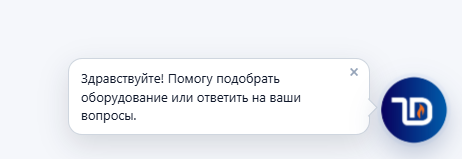 Здравствуйте! Помогу подобрать
оборудование или ответить на ваши
вопросы.